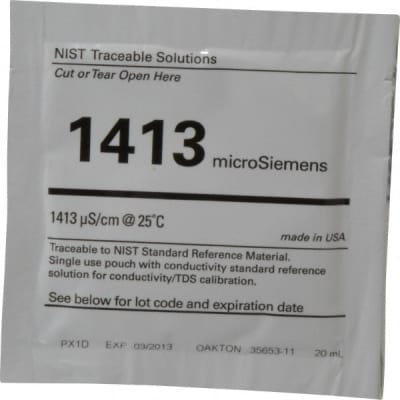 NIST Traceable Solutions
Cut or Tear Open Here
1413 microSiemens
1413 µS/cm @ 25°C
made in USA
Traceable to NIST Standard Reference Material.
Single use pouch with conductivity standard reference
solution for conductivity/TDS calibration.
See below for lot code and expiration date
PX1D EXP 09/2013 OAKTON 35653-11 20 mL